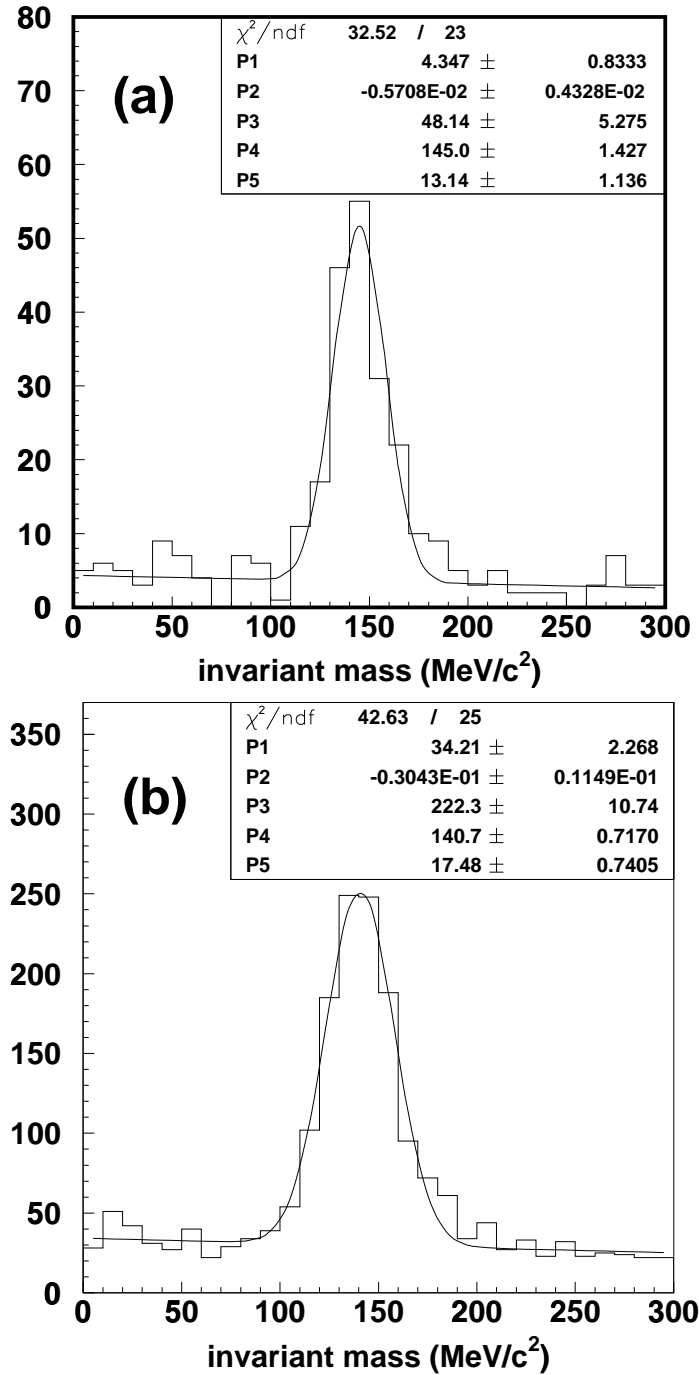 80
70
60
50
40
30
20
10
0
(a)
χ²/ndf 32.52 / 23
P1 4.347 ± 0.8333
P2 -0.5708E-02 ± 0.4328E-02
P3 48.14 ± 5.275
P4 145.0 ± 1.427
P5 13.14 ± 1.136
0 50 100 150 200 250 300
invariant mass (MeV/c²)
350
300
250
200
150
100
50
0
(b)
χ²/ndf 42.63 / 25
P1 34.21 ± 2.268
P2 -0.3043E-01 ± 0.1149E-01
P3 222.3 ± 10.74
P4 140.7 ± 0.7170
P5 17.48 ± 0.7405
0 50 100 150 200 250 300
invariant mass (MeV/c²)